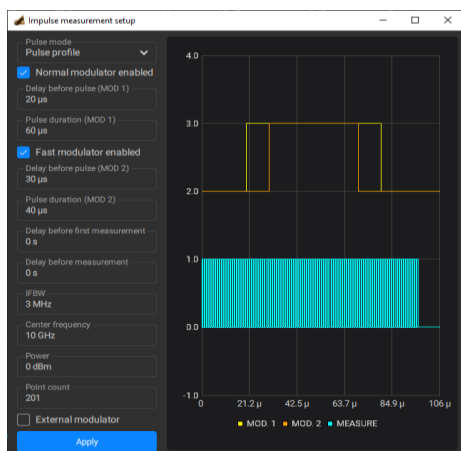 Impulse measurement setup
Pulse mode
Pulse profile
Normal modulator enabled
Delay before pulse (MOD 1)
20 μs
Pulse duration (MOD 1)
60 μs
Fast modulator enabled
Delay before pulse (MOD 2)
30 μs
Pulse duration (MOD 2)
40 μs
Delay before first measurement
0 s
Delay before measurement
0 s
IFBW
3 MHz
Center frequency
10 GHz
Power
0 dBm
Point count
201
External modulator
Apply
4.0
3.0
2.0
1.0
0.0
-1.0
0 21.2 μ 42.5 μ 63.7 μ 84.9 μ 106 μ
MOD. 1 MOD. 2 MEASURE